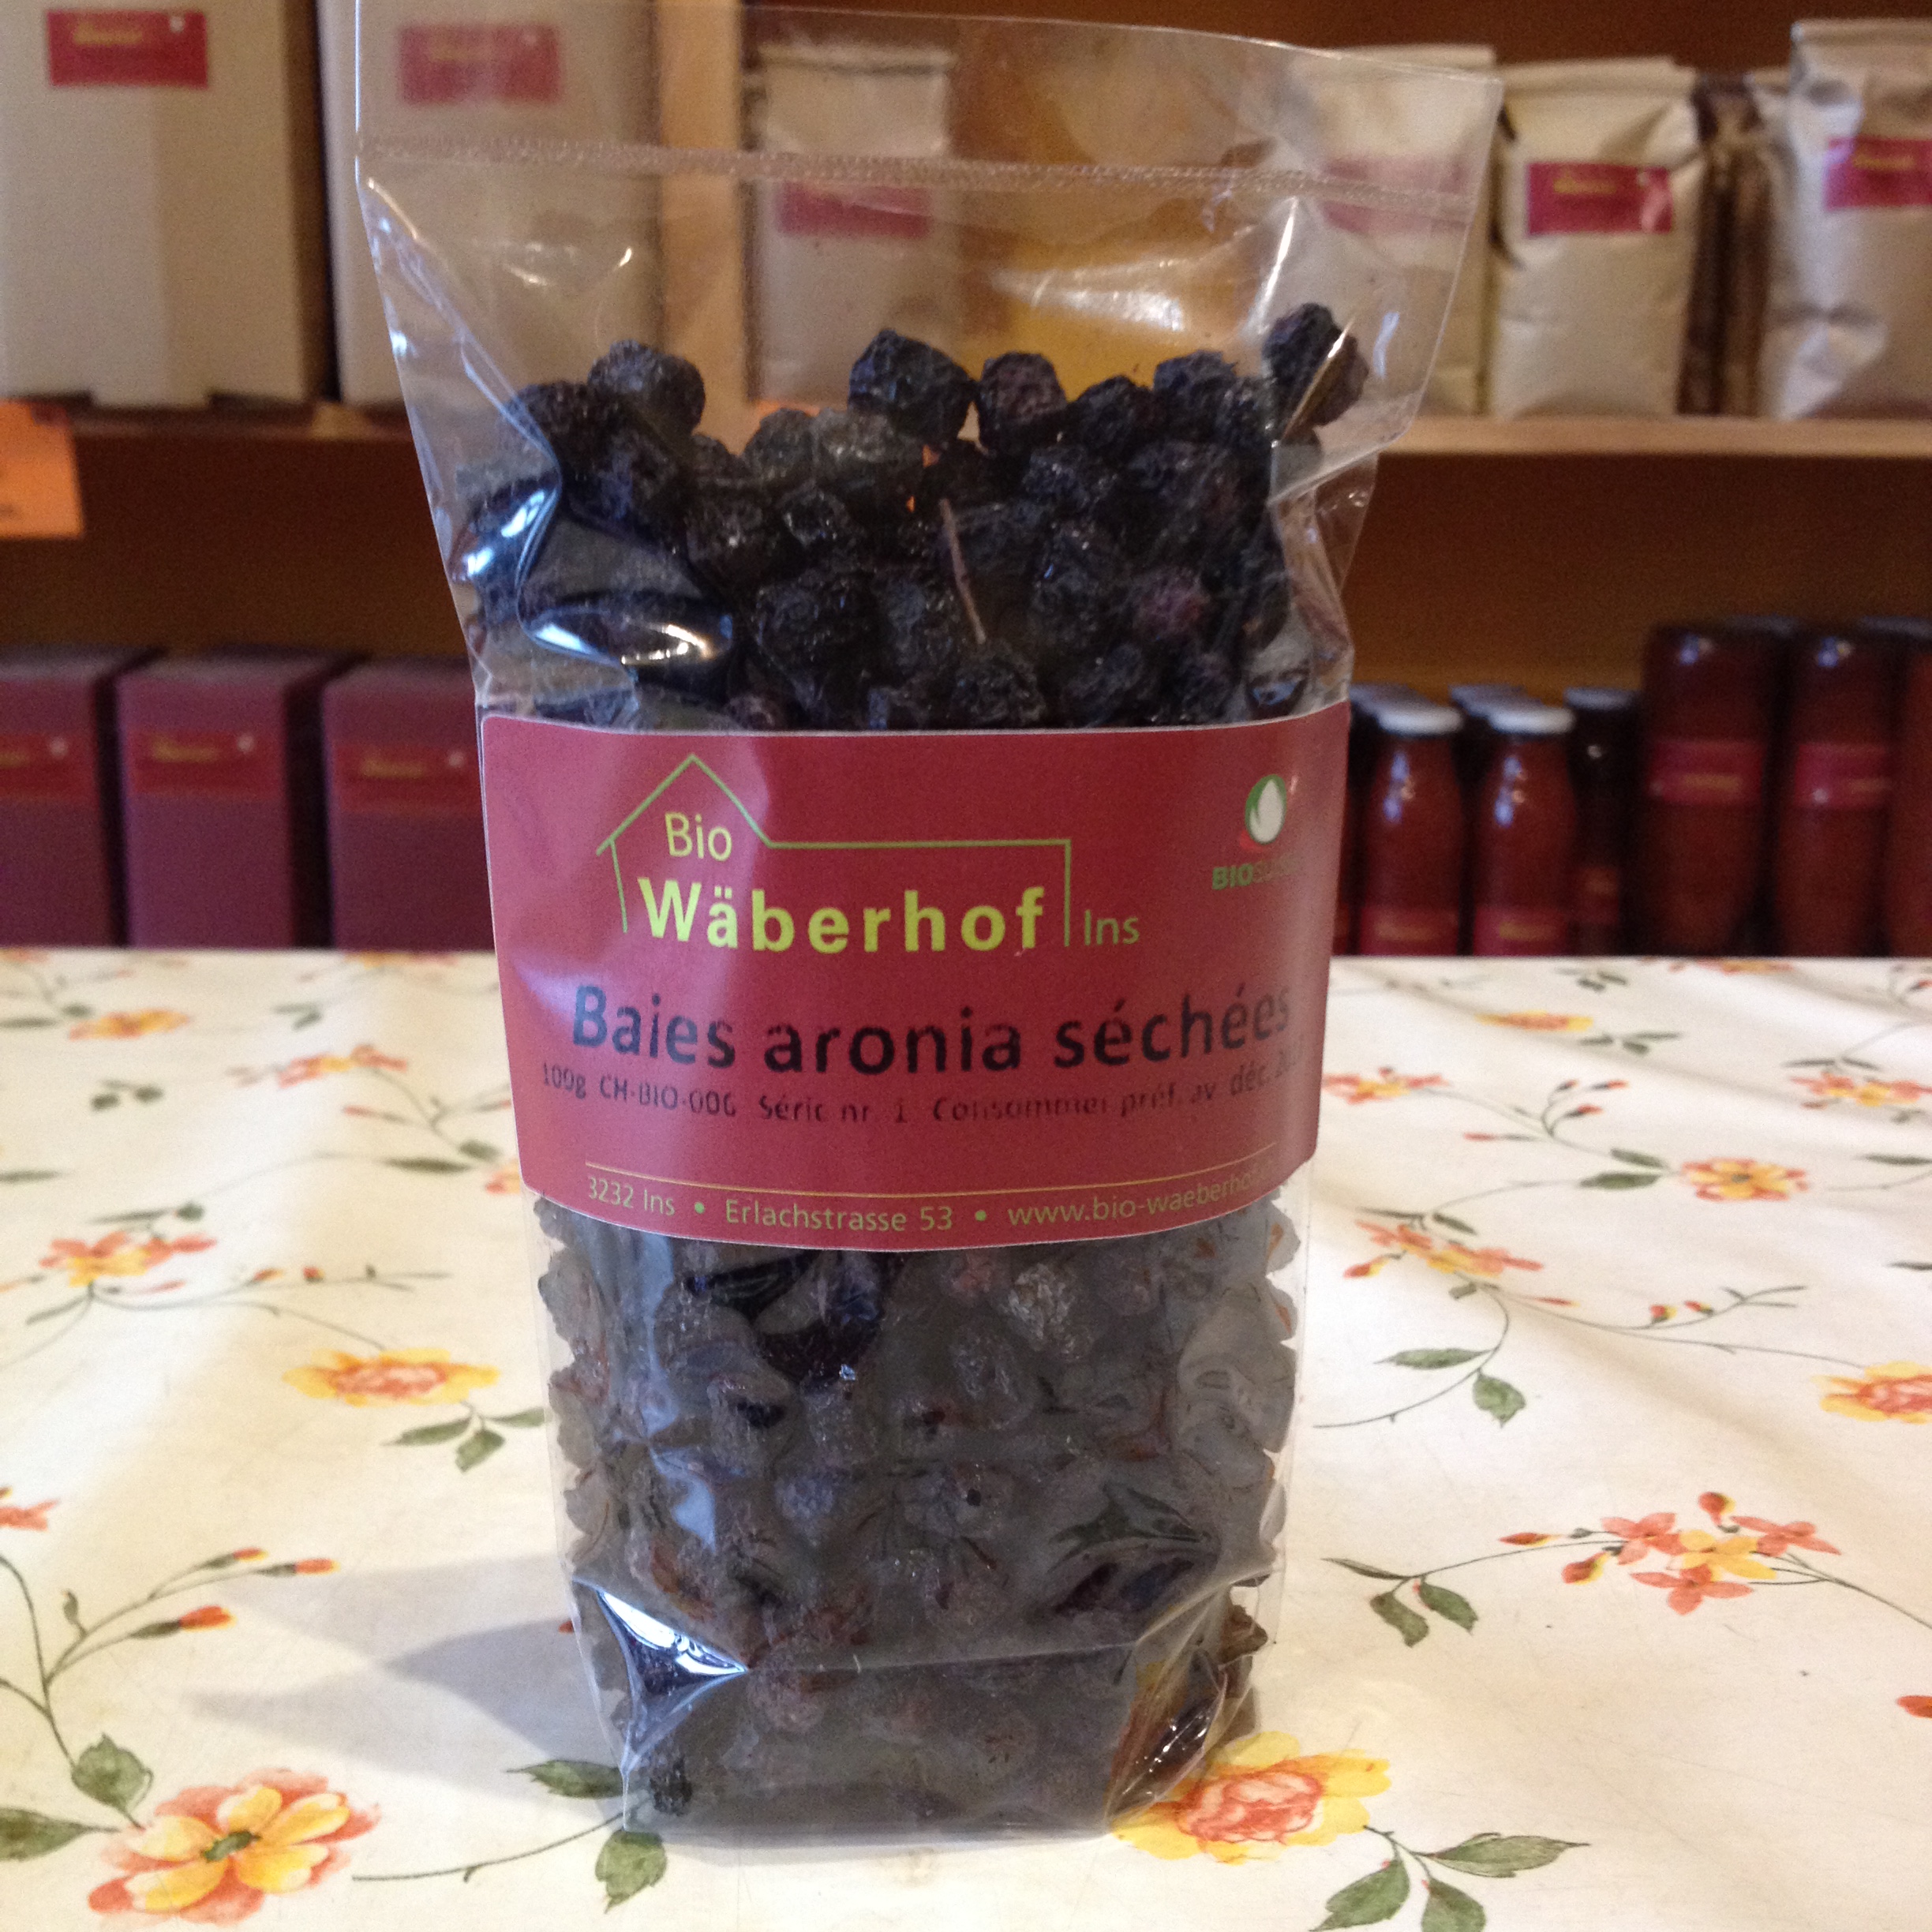 Bio
Wäberhof Ins
BIO
Baies aronia séchées
100g CH-BIO-006 Série nr. 1 Consommer préf. av déc.
3232 Ins • Erlachstrasse 53 • www.bio-waeberhof